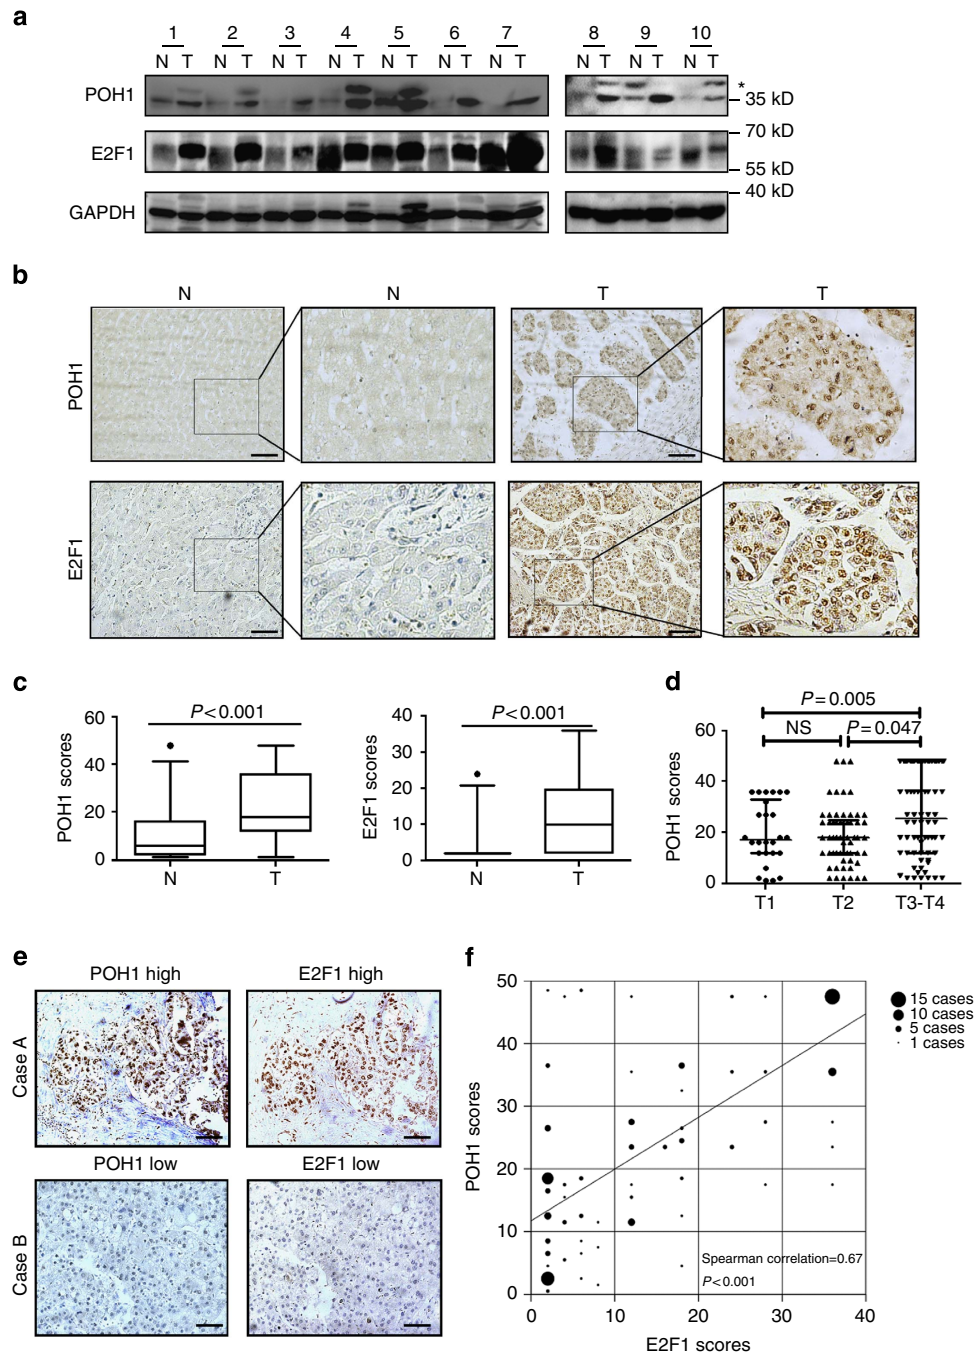 a
1 2 3 4 5 6 7 8 9 10
N T N T N T N T N T N T N T N T N T N T
POH1
*
35 kD
E2F1
70 kD
55 kD
GAPDH
40 kD
b
N N T T
POH1
E2F1
c
POH1 scores
60
40
20
0
P<0.001
N T
E2F1 scores
40
30
20
10
0
P<0.001
N T
d
P=0.005
NS P=0.047
POH1 scores
60
40
20
0
T1 T2 T3-T4
e
POH1 high E2F1 high
Case A
POH1 low E2F1 low
Case B
f
POH1 scores
50
40
30
20
10
0
15 cases
10 cases
5 cases
1 cases
Spearman correlation=0.67
P<0.001
0 10 20 30 40
E2F1 scores